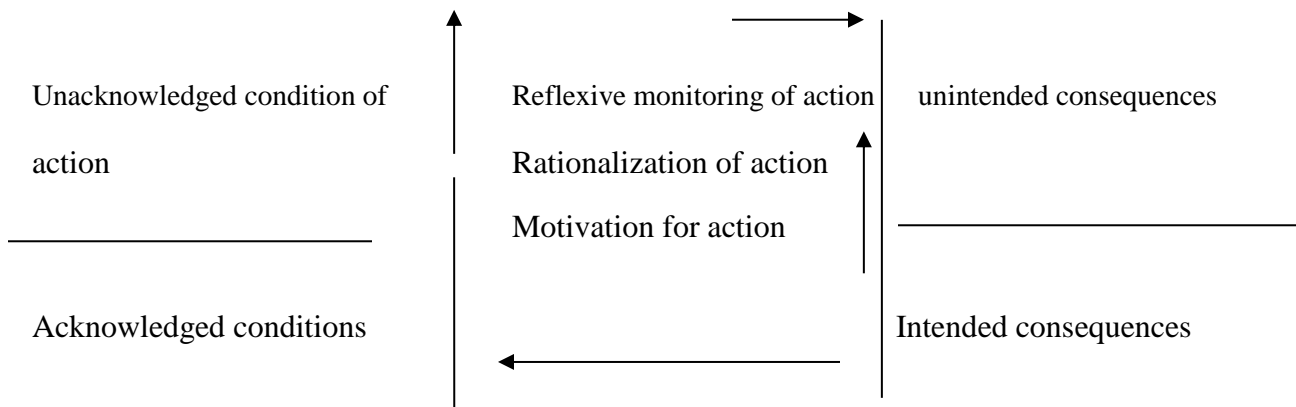 Unacknowledged condition of
action
Acknowledged conditions
Reflexive monitoring of action
Rationalization of action
Motivation for action
unintended consequences
Intended consequences